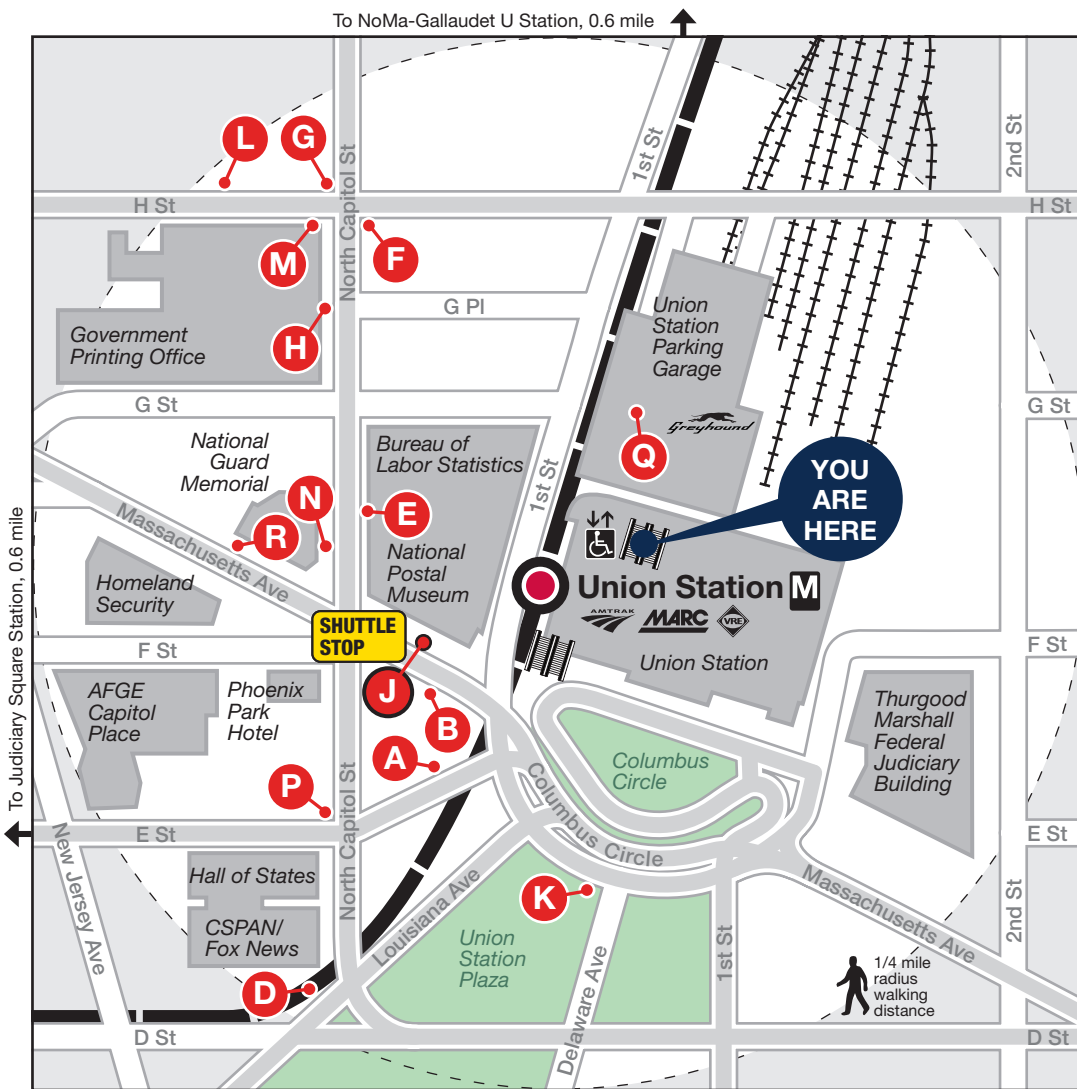 To NoMa-Gallaudet U Station, 0.6 mile
L
G
North Capitol St
1st St
2nd St
H St
H St
M
F
H
G Pl
Government
Printing Office
Union
Station
Parking
Garage
Greyhound
Q
G St
G St
National
Guard
Memorial
Bureau of
Labor Statistics
1st St
YOU
ARE
HERE
N
R
E
Massachusetts Ave
National
Postal
Museum
Homeland
Security
Union Station M
AMTRAK
MARC
VRE
Union Station
SHUTTLE
STOP
F St
F St
J
B
A
P
AFGE
Capitol
Place
Phoenix
Park
Hotel
Columbus
Circle
Thurgood
Marshall
Federal
Judiciary
Building
To Judiciary Square Station, 0.6 mile
North Capitol St
Columbus Circle
E St
E St
New Jersey Ave
Hall of States
CSPAN/
Fox News
Louisiana Ave
K
Union
Station
Plaza
Delaware Ave
1st St
Massachusetts Ave
2nd St
1/4 mile
radius
walking
distance
D
D St
D St